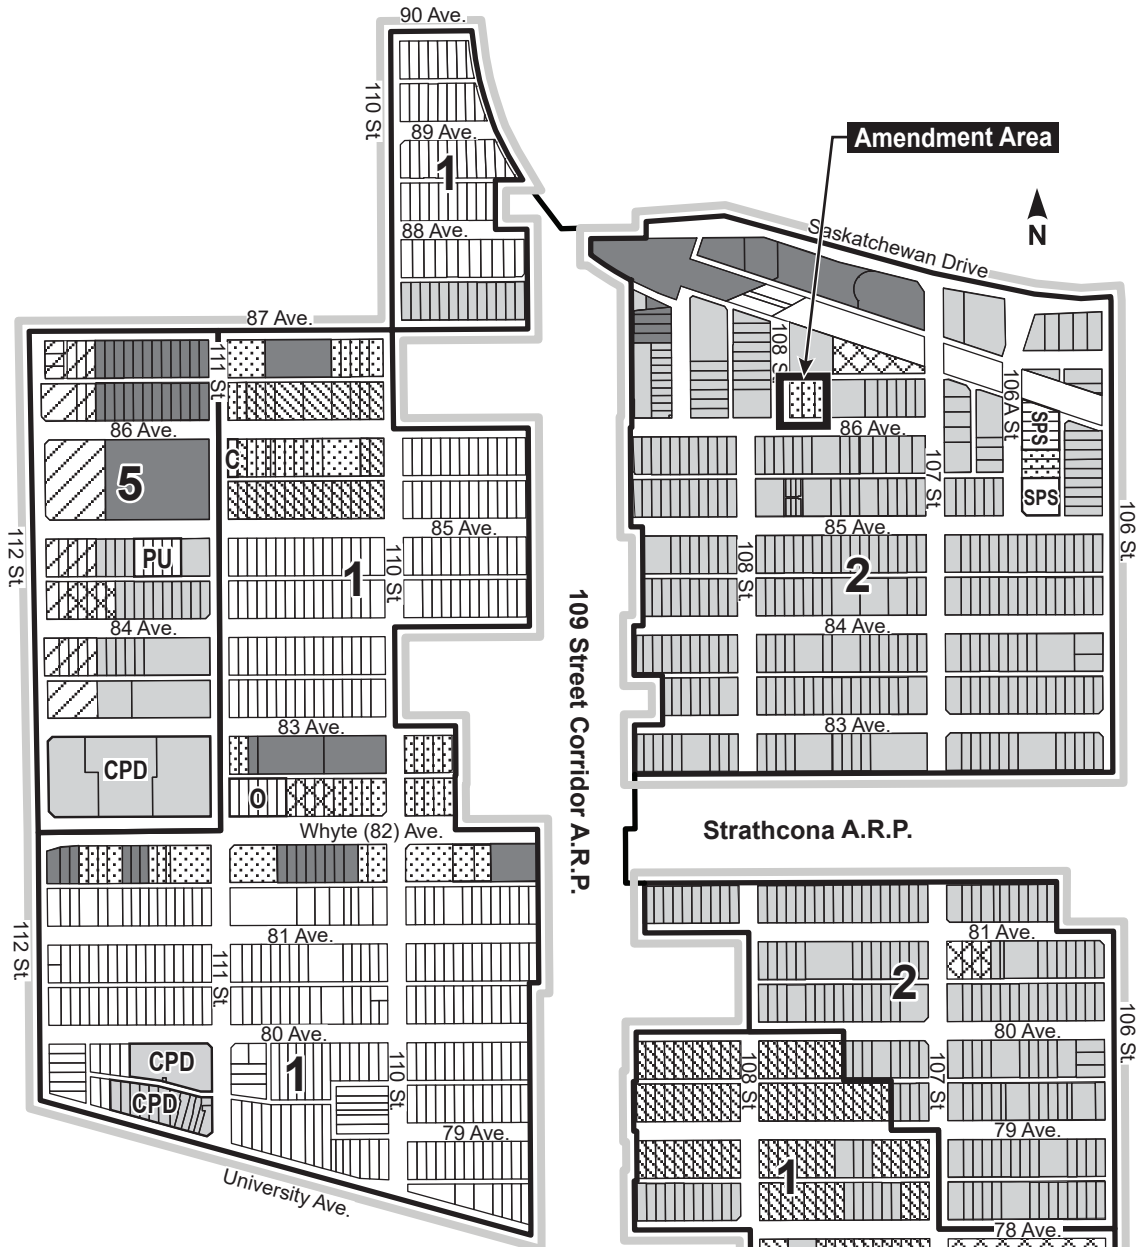 90 Ave.
110 St.
89 Ave.
1
88 Ave.
Amendment Area
N
Saskatchewan Drive
87 Ave.
111 St.
108 St.
106A St.
86 Ave.
86 Ave.
SPS
C
5
107 St.
SPS
85 Ave.
85 Ave.
112 St.
PU
1
110 St.
108 St.
2
106 St.
84 Ave.
84 Ave.
109 Street Corridor A.R.P.
83 Ave.
83 Ave.
CPD
O
Whyte (82) Ave.
Strathcona A.R.P.
81 Ave.
81 Ave.
112 St.
111 St.
2
80 Ave.
80 Ave.
106 St.
CPD
1
110 St.
108 St.
107 St.
CPD
79 Ave.
79 Ave.
1
University Ave.
78 Ave.